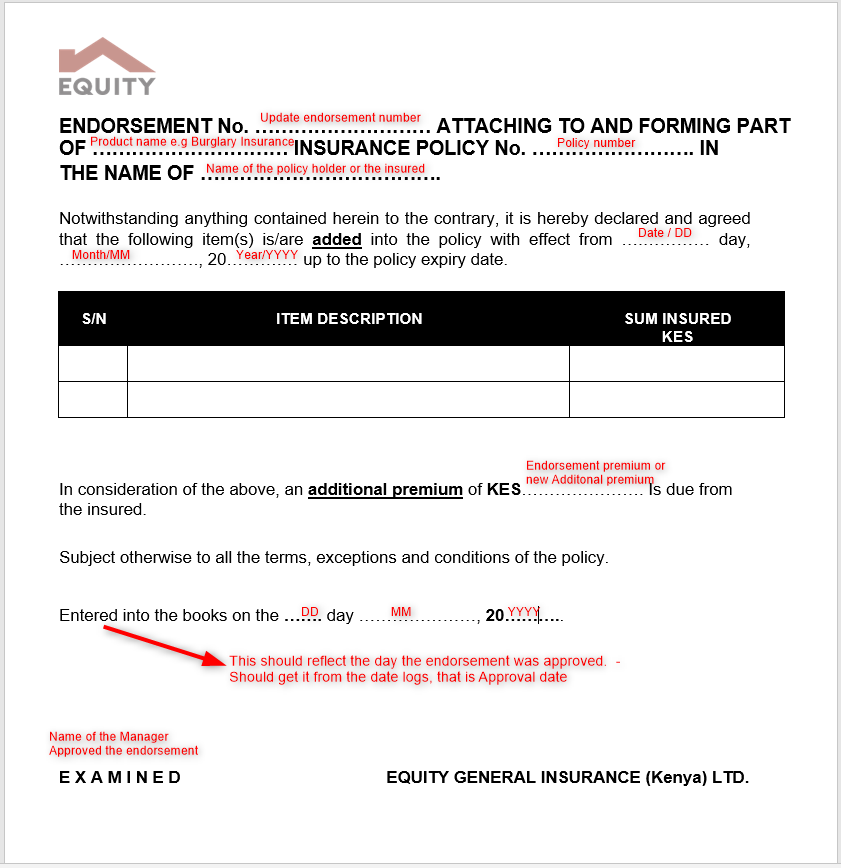 EQUITY
Update endorsement number
ENDORSEMENT No. ……………………… ATTACHING TO AND FORMING PART
Product name e.g Burglary Insurance
Policy number
OF ………………………… INSURANCE POLICY No. ……………………. IN
Name of the policy holder or the insured
THE NAME OF ……………………………….
Notwithstanding anything contained herein to the contrary, it is hereby declared and agreed
Date / DD
that the following item(s) is/are added into the policy with effect from ……………. day,
Month/MM
Year/YYYY
……………………., 20…………. up to the policy expiry date.
S/N ITEM DESCRIPTION SUM INSURED
KES
Endorsement premium or
new Additonal premium
In consideration of the above, an additional premium of KES…………………. Is due from
the insured.
Subject otherwise to all the terms, exceptions and conditions of the policy.
DD
MM
YYYY
Entered into the books on the ……. day …………………, 20………..
This should reflect the day the endorsement was approved. -
Should get it from the date logs, that is Approval date
Name of the Manager
Approved the endorsement
E X A M I N E D EQUITY GENERAL INSURANCE (Kenya) LTD.